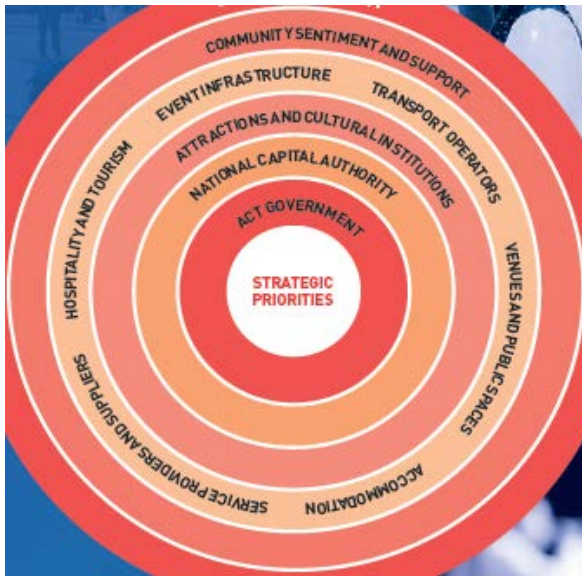 COMMUNITY SENTIMENT AND SUPPORT
EVENT INFRASTRUCTURE
TRANSPORT OPERATORS
VENUES AND PUBLIC SPACES
ACCOMMODATION
SERVICE PROVIDERS AND SUPPLIERS
HOSPITALITY AND TOURISM
ATTRACTIONS AND CULTURAL INSTITUTIONS
NATIONAL CAPITAL AUTHORITY
ACT GOVERNMENT
STRATEGIC
PRIORITIES